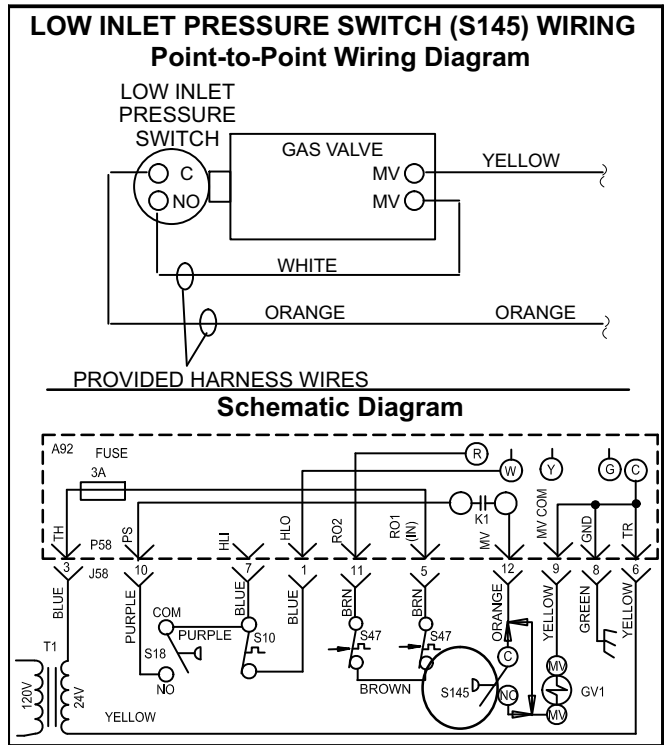 LOW INLET PRESSURE SWITCH (S145) WIRING
Point-to-Point Wiring Diagram
LOW INLET
PRESSURE
SWITCH
GAS VALVE
C
NO
MV
MV
YELLOW
WHITE
ORANGE
ORANGE
PROVIDED HARNESS WIRES
Schematic Diagram
A92
FUSE
3A
R
W
Y
G
C
K1
TH
P58
PS
HLI
HLO
RO2
RO1
(IN)
MV
MV COM
GND
TR
3
J58
10
7
1
11
5
12
9
8
6
BLUE
PURPLE
BLUE
BLUE
BRN
BRN
ORANGE
YELLOW
GREEN
YELLOW
COM
PURPLE
S18
NO
S10
S47
S47
BROWN
S145
C
NO
MV
MV
GV1
T1
120V
24V
YELLOW